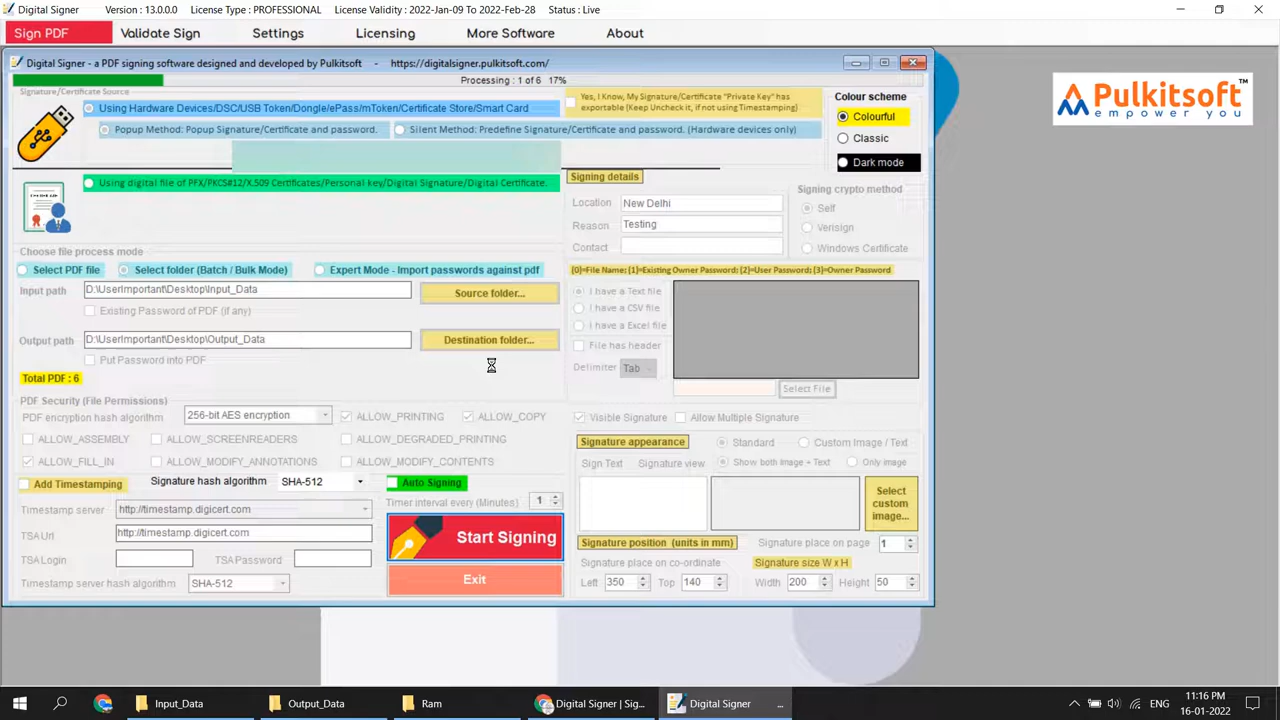 Digital Signer - Version : 13.0.0.0 License Type : PROFESSIONAL License Validity : 2022-Jan-09 To 2022-Feb-28 Status : Live
Sign PDF Validate Sign Settings Licensing More Software About
Digital Signer - a PDF signing software designed and developed by Pulkitsoft - https://digitalsigner.pulkitsoft.com/
Processing : 1 of 6 17%
Signature/Certificate Source
Using Hardware Devices/DSC/USB Token/Dongle/ePass/mToken/Certificate Store/Smart Card
Yes, I Know, My Signature/Certificate "Private Key" has
exportable (Keep Uncheck it, if not using Timestamping)
Popup Method: Popup Signature/Certificate and password.
Silent Method: Predefine Signature/Certificate and password. (Hardware devices only)
Colour scheme
Colourful
Classic
Dark mode
Pulkitsoft™
empower you
Using digital file of PFX/PKCS#12/X.509 Certificates/Personal key/Digital Signature/Digital Certificate.
Signing details
Location New Delhi
Reason Testing
Contact
Signing crypto method
Self
Verisign
Windows Certificate
Choose file process mode
Select PDF file Select folder (Batch / Bulk Mode) Expert Mode - Import passwords against pdf
Input path D:\UserImportant\Desktop\Input_Data Source folder...
Existing Password of PDF (if any)
Output path D:\UserImportant\Desktop\Output_Data Destination folder...
Put Password into PDF
Total PDF : 6
{0}=File Name; {1}=Existing Owner Password; {2}=User Password; {3}=Owner Password
I have a Text file
I have a CSV file
I have a Excel file
File has header
Delimiter Tab
Select File
PDF Security (File Permissions)
PDF encryption hash algorithm 256-bit AES encryption ALLOW_PRINTING ALLOW_COPY
ALLOW_ASSEMBLY ALLOW_SCREENREADERS ALLOW_DEGRADED_PRINTING
ALLOW_FILL_IN ALLOW_MODIFY_ANNOTATIONS ALLOW_MODIFY_CONTENTS
Visible Signature Allow Multiple Signature
Signature appearance Standard Custom Image / Text
Sign Text Signature view Show both Image + Text Only image
Select
custom
image...
Add Timestamping Signature hash algorithm SHA-512
Timestamp server http://timestamp.digicert.com
TSA Url http://timestamp.digicert.com
TSA Login TSA Password
Timestamp server hash algorithm SHA-512
Auto Signing
Timer interval every (Minutes) 1
Start Signing
Exit
Signature position (units in mm) Signature place on page 1
Signature place on co-ordinate Signature size W x H
Left 350 Top 140 Width 200 Height 50
Input_Data Output_Data Ram Digital Signer | Sig... Digital Signer ... ENG 11:16 PM
16-01-2022